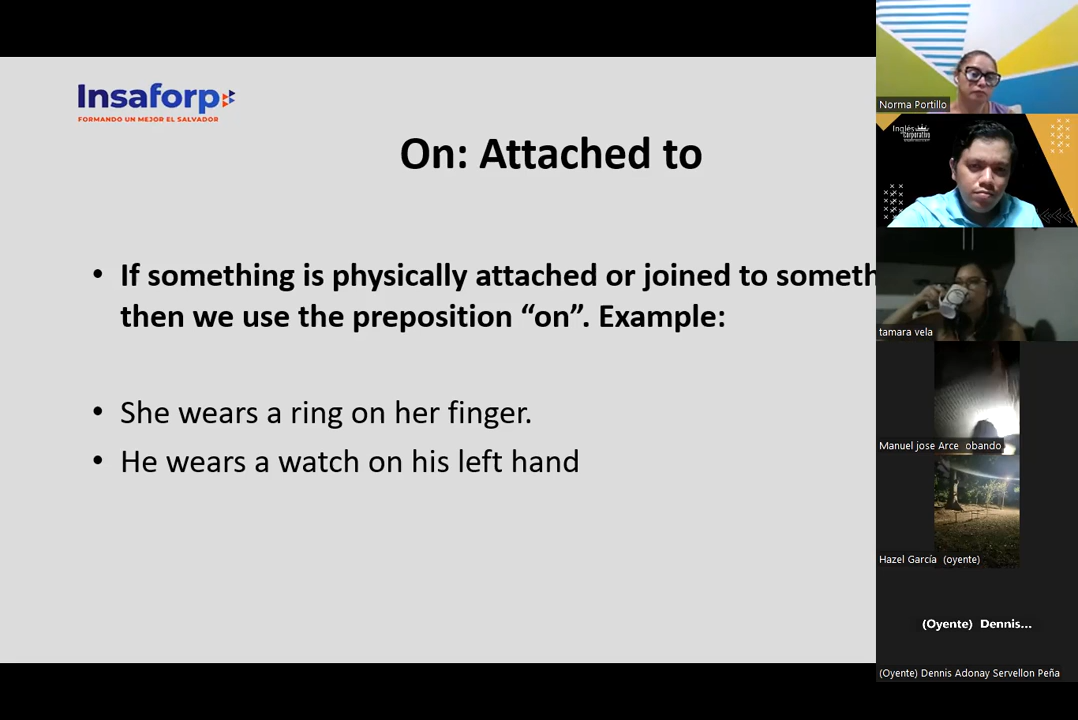 Insaforp
FORMANDO UN MEJOR EL SALVADOR
On: Attached to
• If something is physically attached or joined to someth
then we use the preposition “on”. Example:
• She wears a ring on her finger.
• He wears a watch on his left hand
Norma Portillo
Inglés
Corporativo
tamara vela
Manuel jose Arce obando
Hazel García (oyente)
(Oyente) Dennis...
(Oyente) Dennis Adonay Servellon Peña